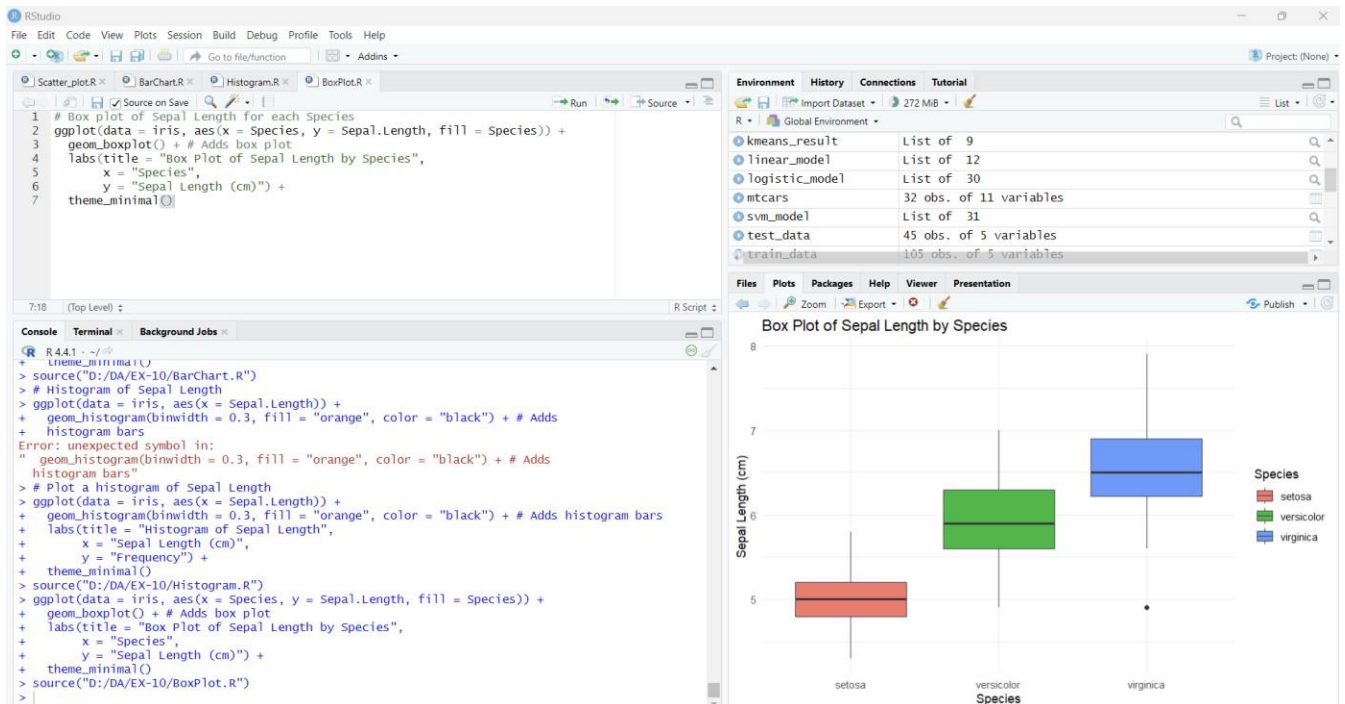 RStudio
File Edit Code View Plots Session Build Debug Profile Tools Help
Go to file/function Addins Project: (None)
Scatter_plot.R BarChart.R Histogram.R BoxPlot.R
Source on Save Run Source
1 # Box plot of Sepal Length for each Species
2 ggplot(data = iris, aes(x = Species, y = Sepal.Length, fill = Species)) +
3 geom_boxplot() + # Adds box plot
4 labs(title = "Box Plot of Sepal Length by Species",
5 x = "Species",
6 y = "Sepal Length (cm)") +
7 theme_minimal()
7:18 (Top Level) R Script
Console Terminal Background Jobs
R 4.4.1 · ~/
+ theme_minimal()
> source("D:/DA/EX-10/BarChart.R")
> # Histogram of Sepal Length
> ggplot(data = iris, aes(x = Sepal.Length)) +
+ geom_histogram(binwidth = 0.3, fill = "orange", color = "black") + # Adds
+ histogram bars
Error: unexpected symbol in:
" geom_histogram(binwidth = 0.3, fill = "orange", color = "black") + # Adds
histogram bars"
> # Plot a histogram of Sepal Length
> ggplot(data = iris, aes(x = Sepal.Length)) +
+ geom_histogram(binwidth = 0.3, fill = "orange", color = "black") + # Adds histogram bars
+ labs(title = "Histogram of Sepal Length",
+ x = "Sepal Length (cm)",
+ y = "Frequency") +
+ theme_minimal()
> source("D:/DA/EX-10/Histogram.R")
> ggplot(data = iris, aes(x = Species, y = Sepal.Length, fill = Species)) +
+ geom_boxplot() + # Adds box plot
+ labs(title = "Box Plot of Sepal Length by Species",
+ x = "Species",
+ y = "Sepal Length (cm)") +
+ theme_minimal()
> source("D:/DA/EX-10/BoxPlot.R")
>
Environment History Connections Tutorial
Import Dataset 272 MiB List
R Global Environment
kmeans_result List of 9
linear_model List of 12
logistic_model List of 30
mtcars 32 obs. of 11 variables
svm_model List of 31
test_data 45 obs. of 5 variables
train_data 105 obs. of 5 variables
Files Plots Packages Help Viewer Presentation
Zoom Export Publish
Box Plot of Sepal Length by Species
8
7
6
5
Sepal Length (cm)
setosa versicolor virginica
Species
Species
setosa
versicolor
virginica